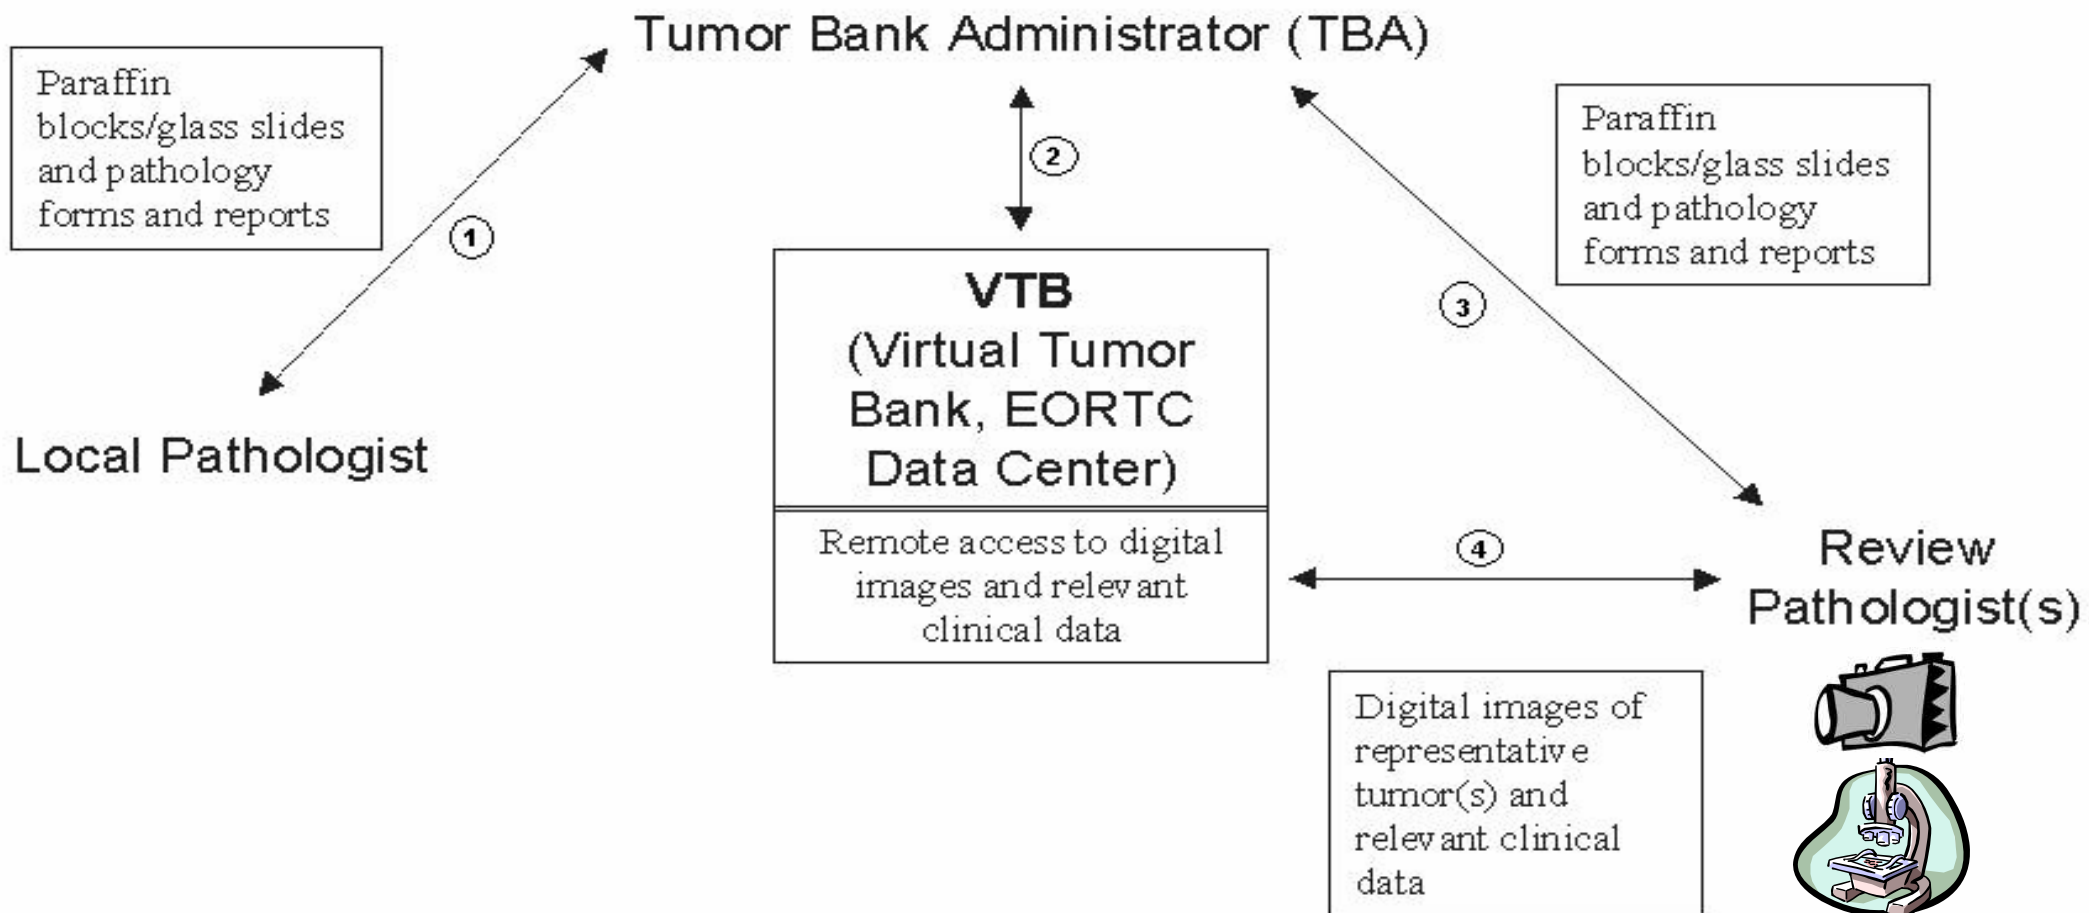 Tumor Bank Administrator (TBA)
Paraffin
blocks/glass slides
and pathology
forms and reports
1
2
Paraffin
blocks/glass slides
and pathology
forms and reports
3
Local Pathologist
VTB
(Virtual Tumor
Bank, EORTC
Data Center)
Remote access to digital
images and relevant
clinical data
4
Review
Pathologist(s)
Digital images of
representative
tumor(s) and
relevant clinical
data